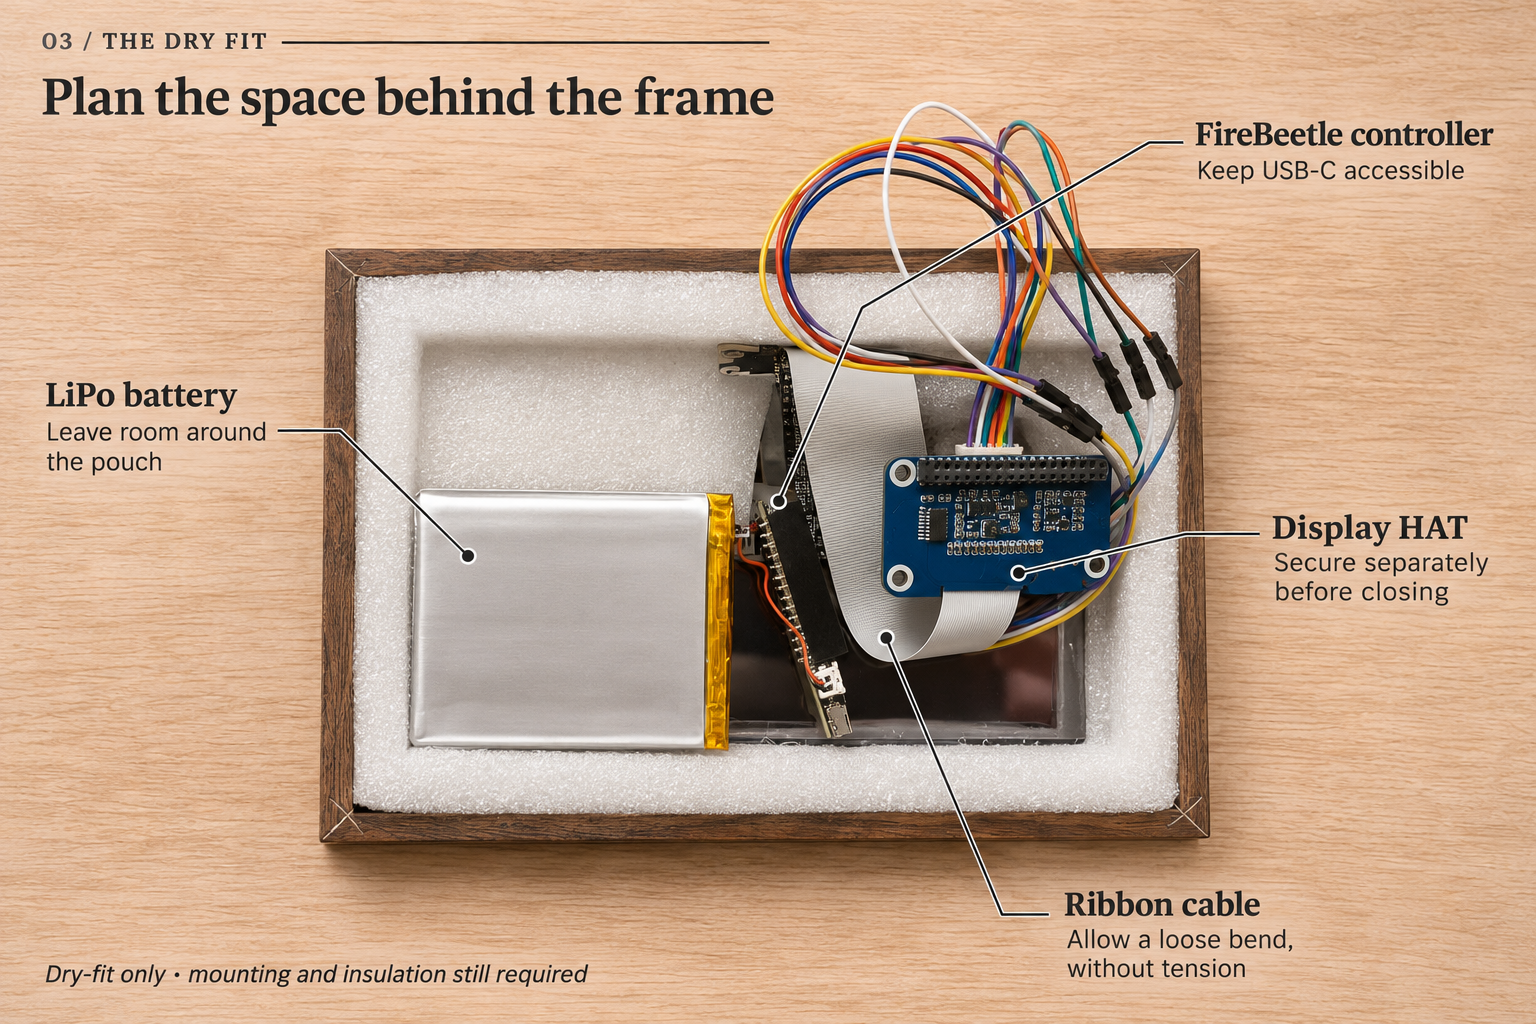 03 / THE DRY FIT
Plan the space behind the frame
FireBeetle controller
Keep USB-C accessible
LiPo battery
Leave room around
the pouch
Display HAT
Secure separately
before closing
Ribbon cable
Allow a loose bend,
without tension
Dry-fit only • mounting and insulation still required